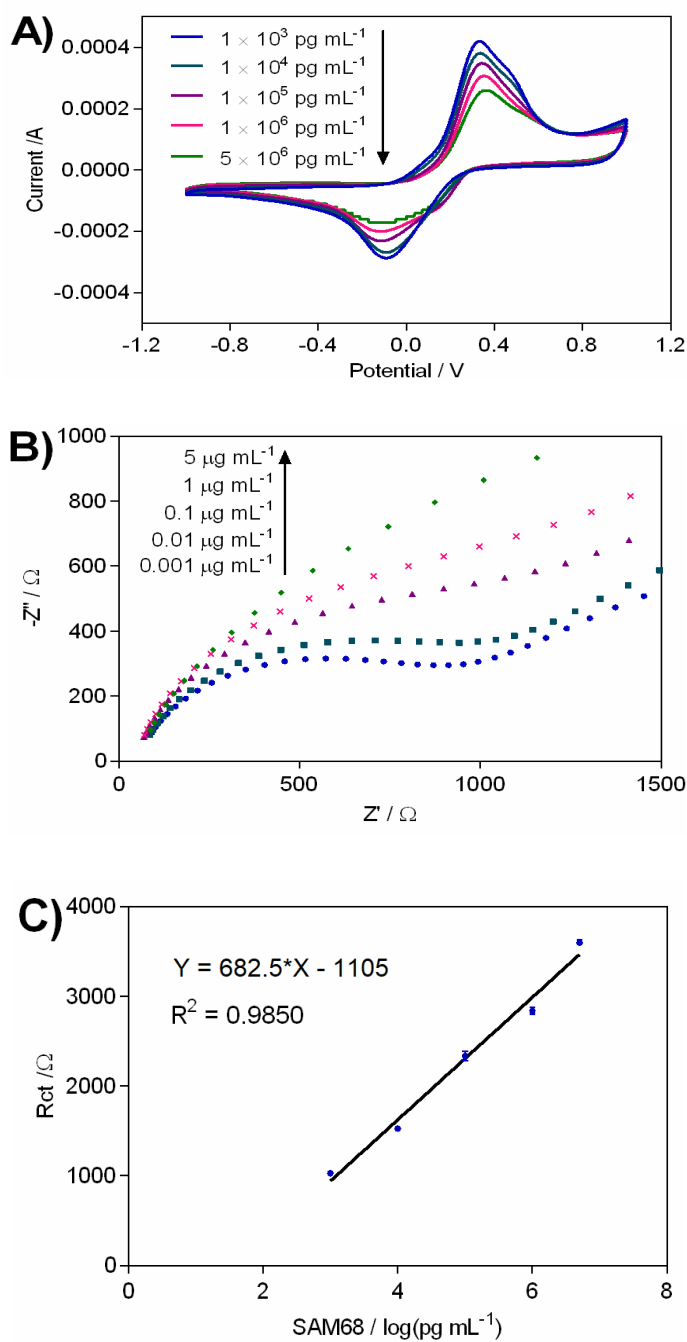 A)
1 × 10³ pg mL⁻¹
1 × 10⁴ pg mL⁻¹
1 × 10⁵ pg mL⁻¹
1 × 10⁶ pg mL⁻¹
5 × 10⁶ pg mL⁻¹
0.0004
0.0002
0.0000
-0.0002
-0.0004
Current /A
-1.2
-0.8
-0.4
0.0
0.4
0.8
1.2
Potential / V
B)
5 μg mL⁻¹
1 μg mL⁻¹
0.1 μg mL⁻¹
0.01 μg mL⁻¹
0.001 μg mL⁻¹
1000
800
600
400
200
0
-Z" / Ω
0
500
1000
1500
Z' / Ω
C)
Y = 682.5*X - 1105
R² = 0.9850
4000
3000
2000
1000
0
Rct /Ω
0
2
4
6
8
SAM68 / log(pg mL⁻¹)